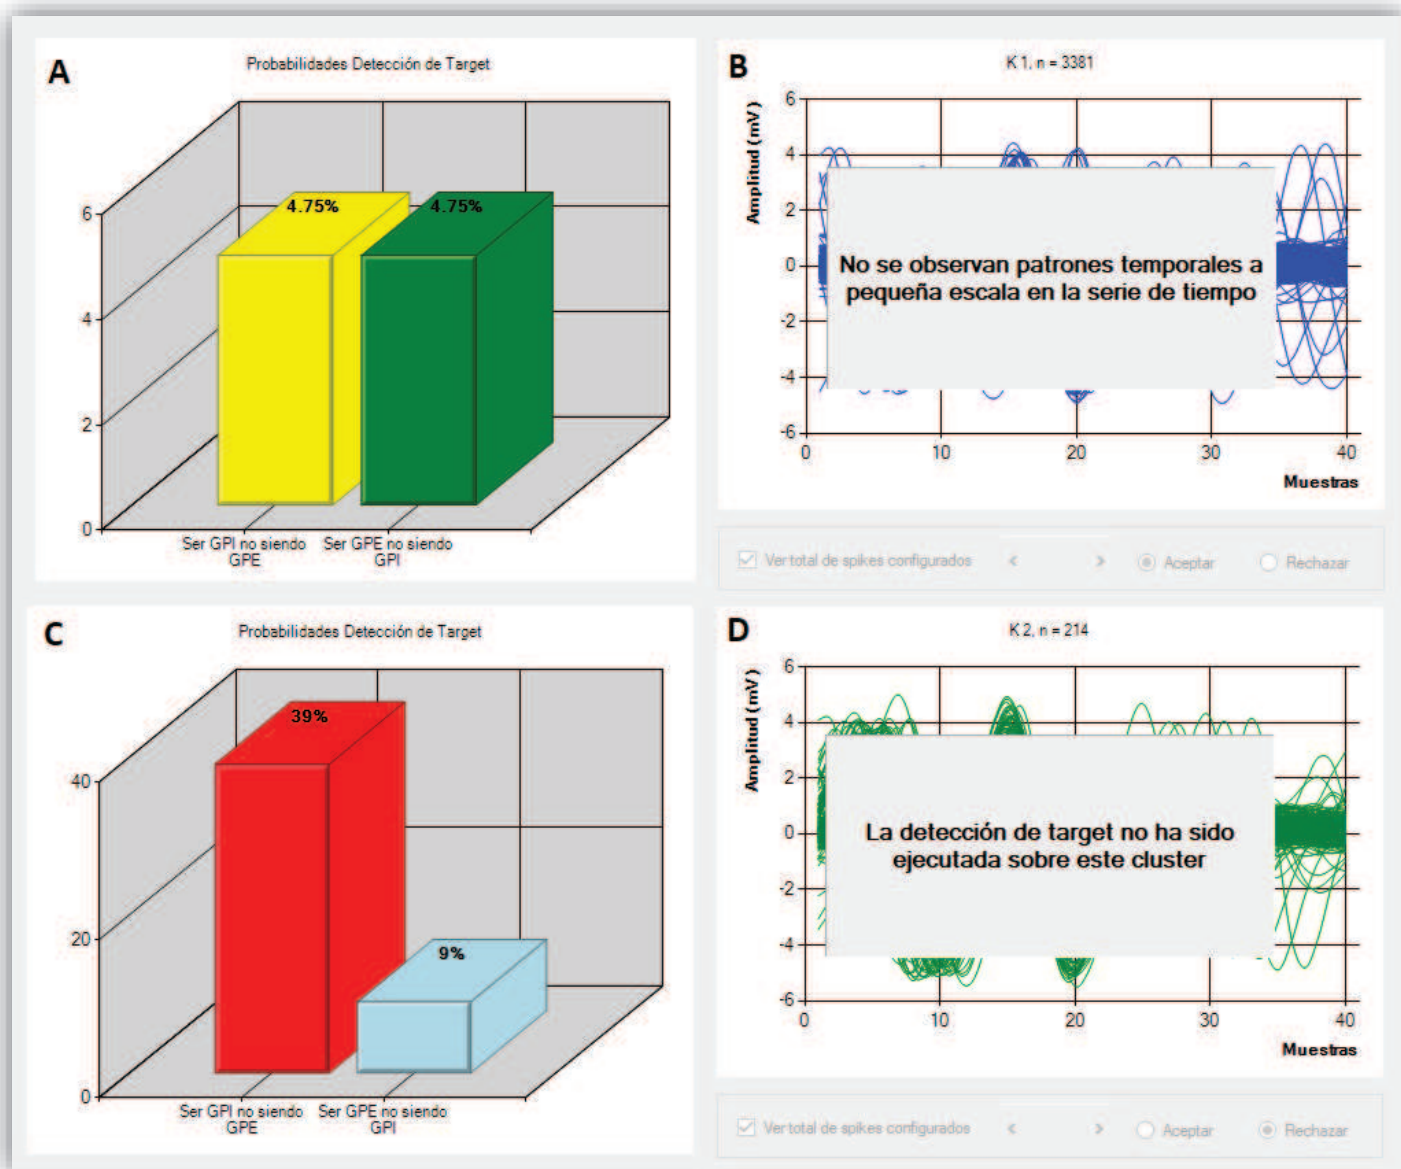 A
Probabilidades Detección de Target
6
4
2
0
4.75%
4.75%
Ser GPI no siendo
GPE
Ser GPE no siendo
GPI
B
K 1, n = 3381
Amplitud (mV)
6
4
2
0
-2
-4
-6
No se observan patrones temporales a
pequeña escala en la serie de tiempo
0
10
20
30
40
Muestras
Ver total de spikes configurados
<
>
Aceptar
Rechazar
C
Probabilidades Detección de Target
40
20
0
39%
9%
Ser GPI no siendo
GPE
Ser GPE no siendo
GPI
D
K 2, n = 214
Amplitud (mV)
6
4
2
0
-2
-4
-6
La detección de target no ha sido
ejecutada sobre este cluster
0
10
20
30
40
Muestras
Ver total de spikes configurados
<
>
Aceptar
Rechazar